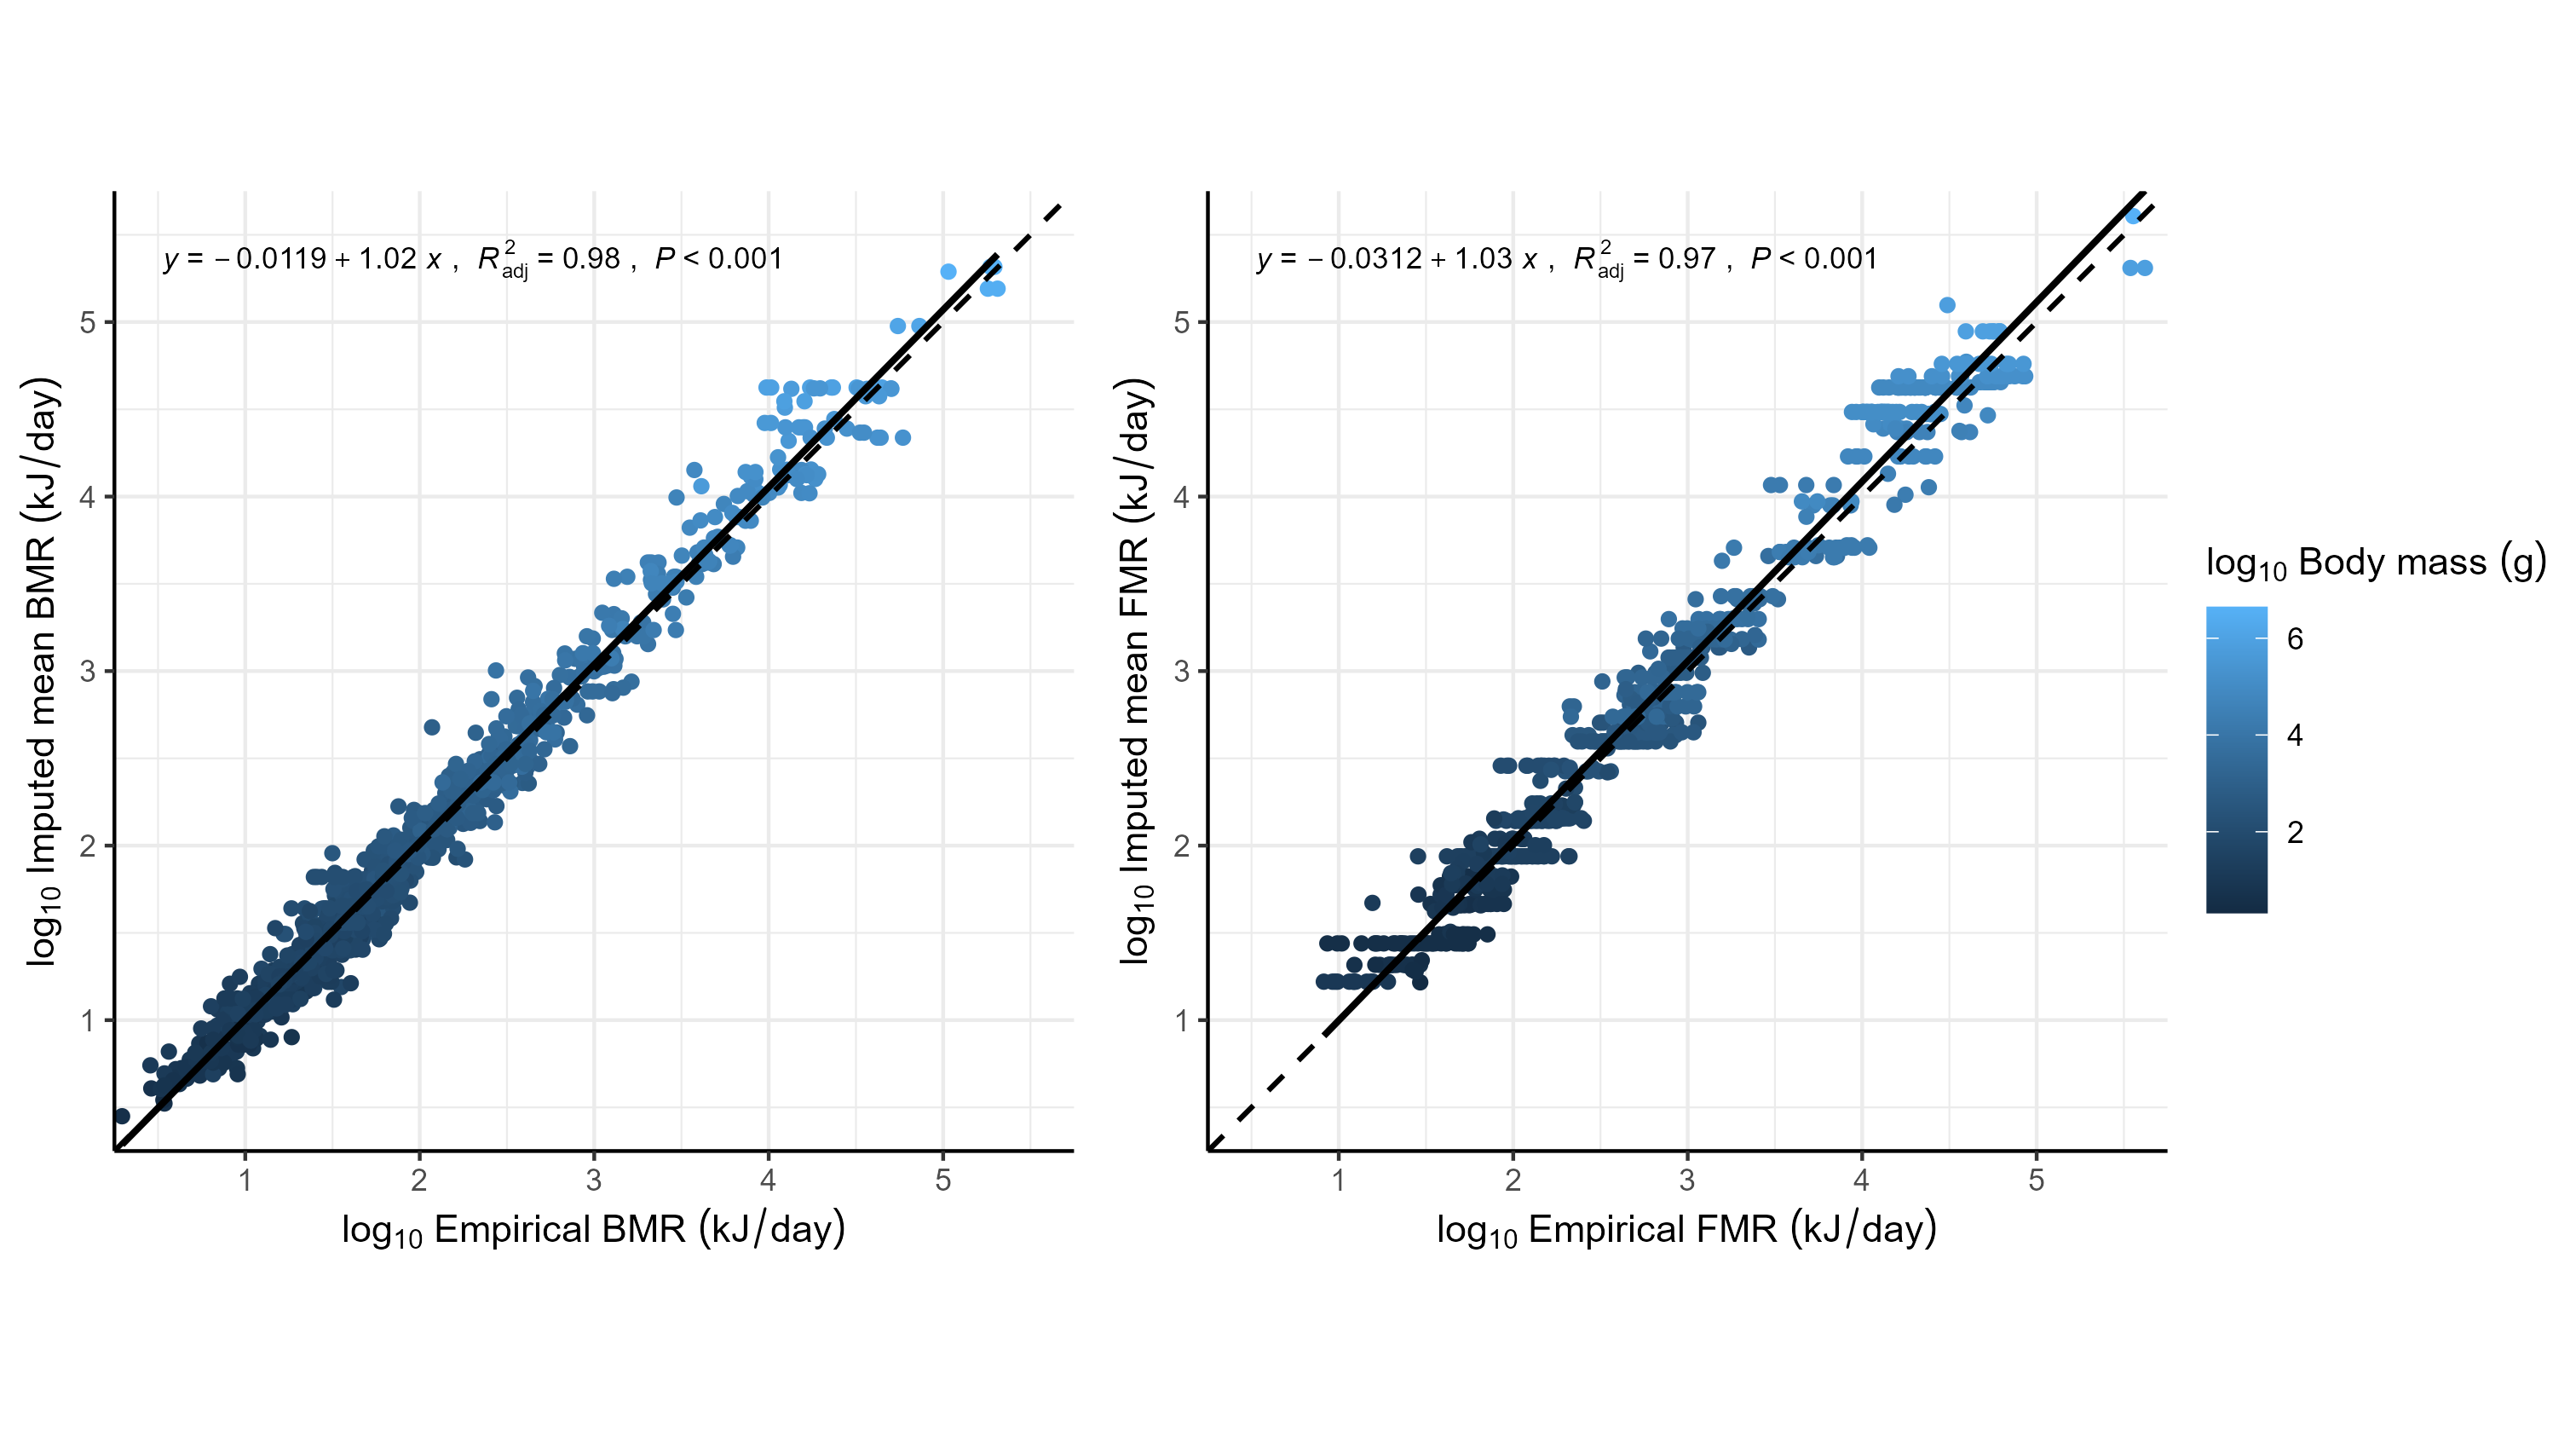 y = − 0.0119 + 1.02 x , R²adj = 0.98 , P < 0.001
log10 Imputed mean BMR (kJ/day)
5
4
3
2
1
1 2 3 4 5
log10 Empirical BMR (kJ/day)
y = − 0.0312 + 1.03 x , R²adj = 0.97 , P < 0.001
log10 Imputed mean FMR (kJ/day)
5
4
3
2
1
1 2 3 4 5
log10 Empirical FMR (kJ/day)
log10 Body mass (g)
6
4
2